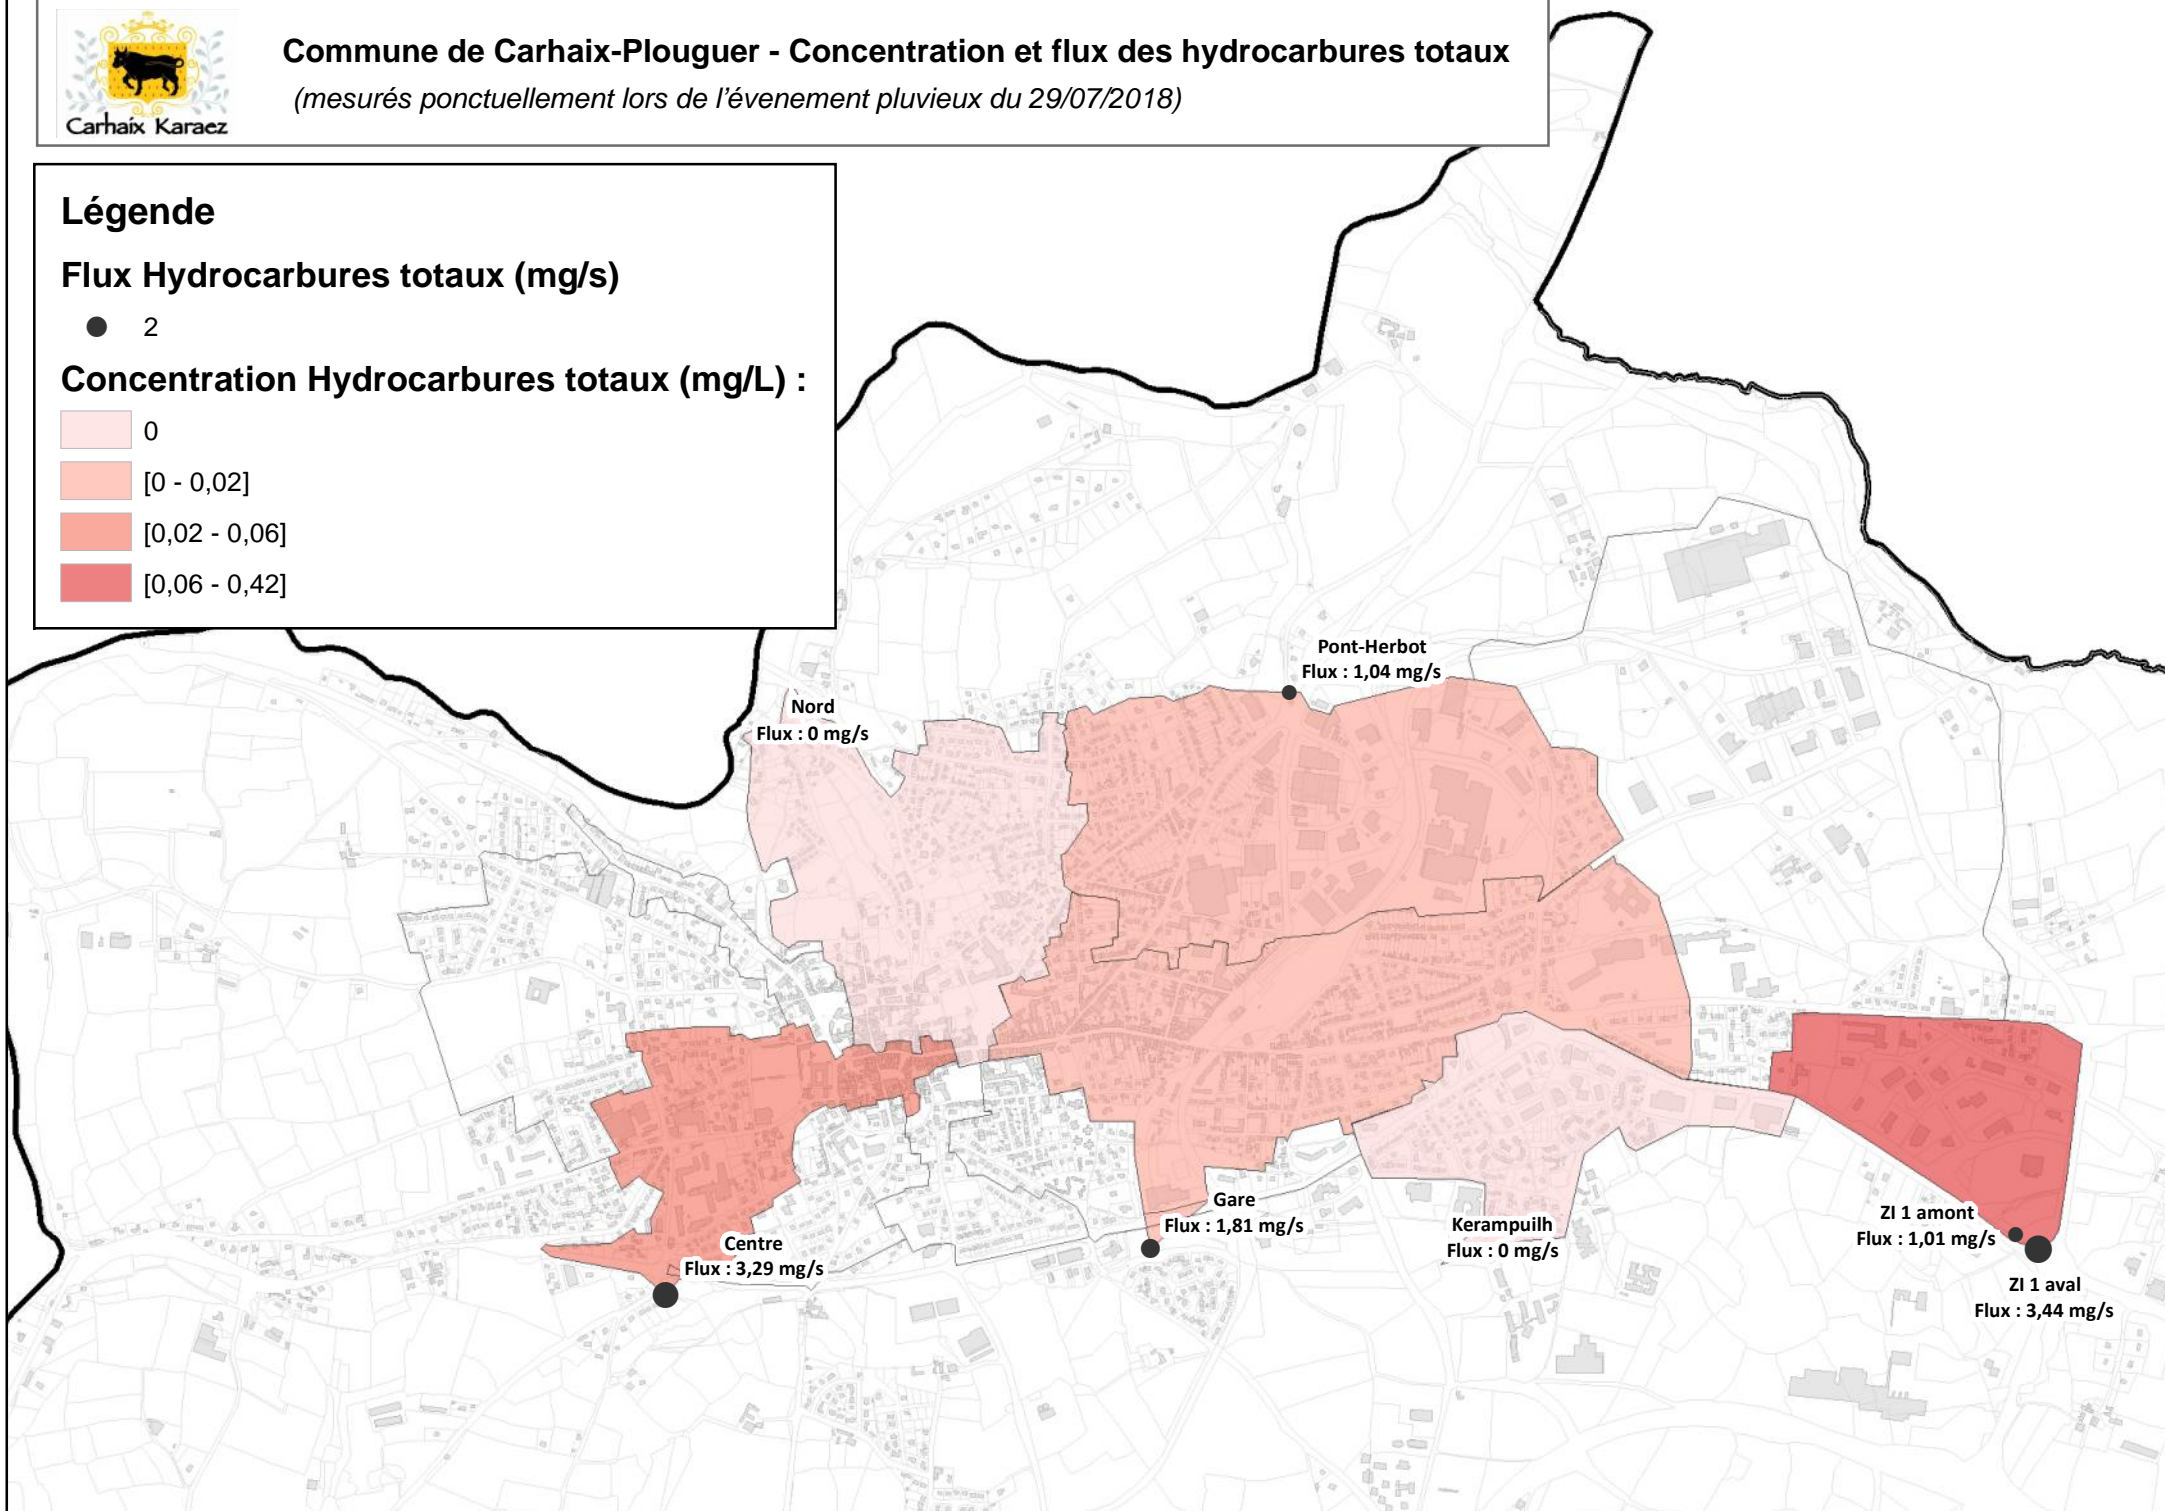 Carhaix Karaez
Commune de Carhaix-Plouguer - Concentration et flux des hydrocarbures totaux
(mesurés ponctuellement lors de l'évenement pluvieux du 29/07/2018)
Légende
Flux Hydrocarbures totaux (mg/s)
2
Concentration Hydrocarbures totaux (mg/L) :
0
[0 - 0,02]
[0,02 - 0,06]
[0,06 - 0,42]
Pont-Herbot
Flux : 1,04 mg/s
Nord
Flux : 0 mg/s
Gare
Flux : 1,81 mg/s
Kerampuilh
Flux : 0 mg/s
ZI 1 amont
Flux : 1,01 mg/s
Centre
Flux : 3,29 mg/s
ZI 1 aval
Flux : 3,44 mg/s